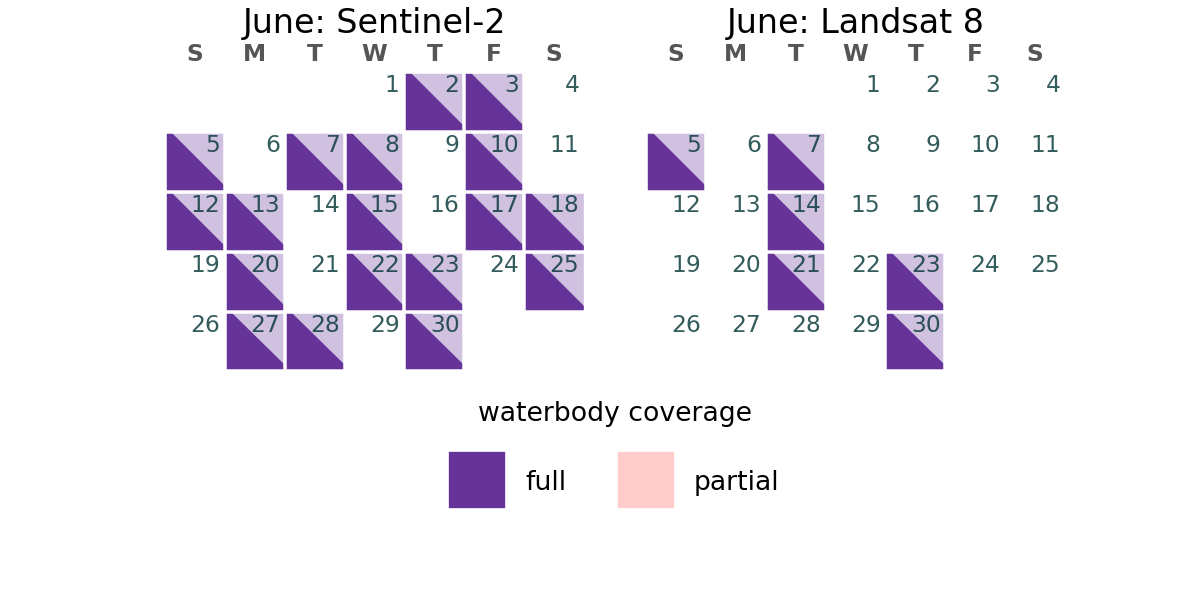 June: Sentinel-2
S M T W T F S
1 2 3 4
5 6 7 8 9 10 11
12 13 14 15 16 17 18
19 20 21 22 23 24 25
26 27 28 29 30
June: Landsat 8
S M T W T F S
1 2 3 4
5 6 7 8 9 10 11
12 13 14 15 16 17 18
19 20 21 22 23 24 25
26 27 28 29 30
waterbody coverage
full
partial